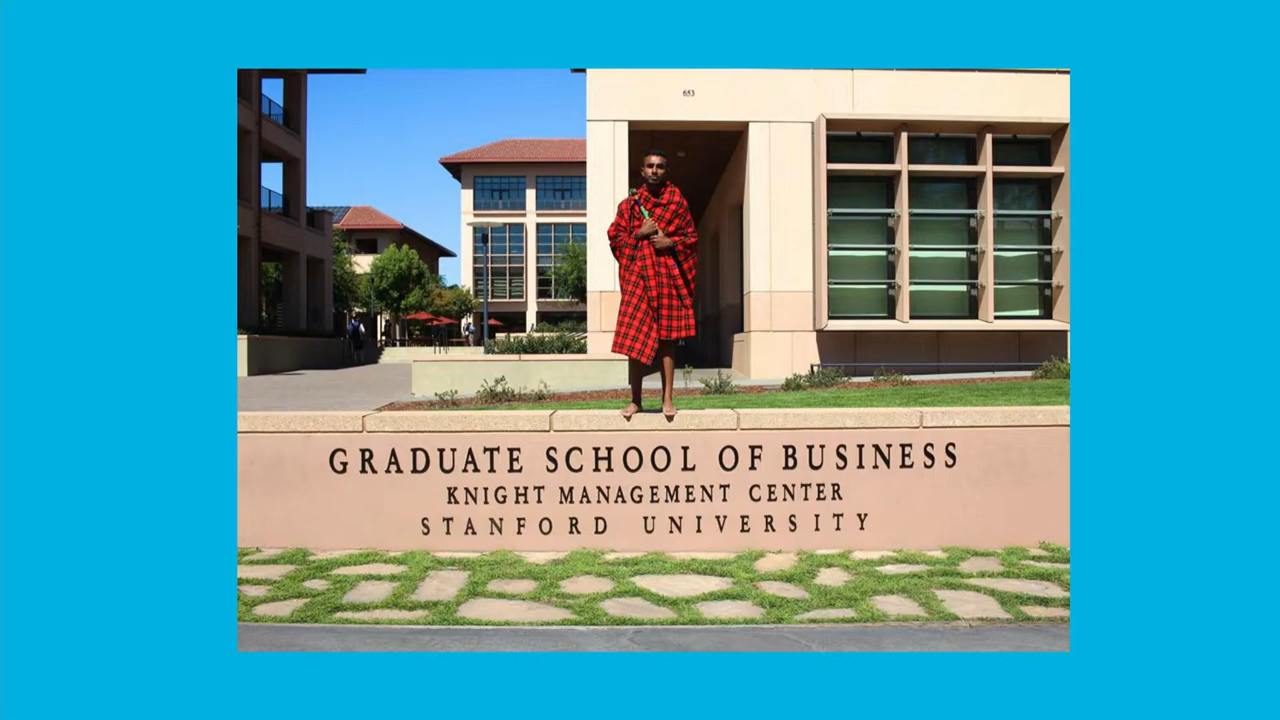 653
GRADUATE SCHOOL OF BUSINESS
KNIGHT MANAGEMENT CENTER
STANFORD UNIVERSITY